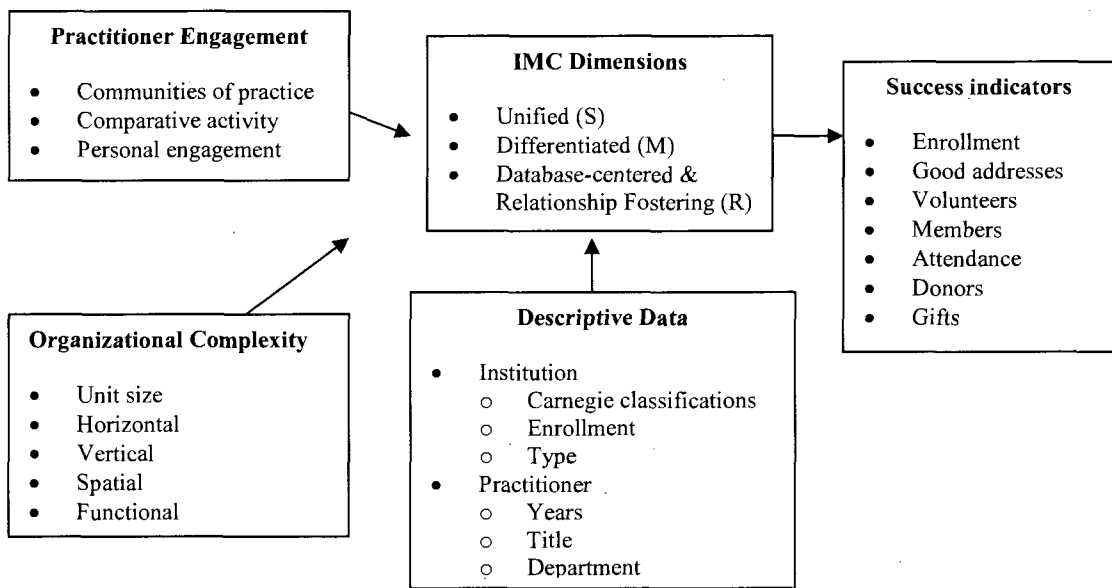 Practitioner Engagement
• Communities of practice
• Comparative activity
• Personal engagement
IMC Dimensions
• Unified (S)
• Differentiated (M)
• Database-centered &
Relationship Fostering (R)
Success indicators
• Enrollment
• Good addresses
• Volunteers
• Members
• Attendance
• Donors
• Gifts
Organizational Complexity
• Unit size
• Horizontal
• Vertical
• Spatial
• Functional
Descriptive Data
• Institution
○ Carnegie classifications
○ Enrollment
○ Type
• Practitioner
○ Years
○ Title
○ Department